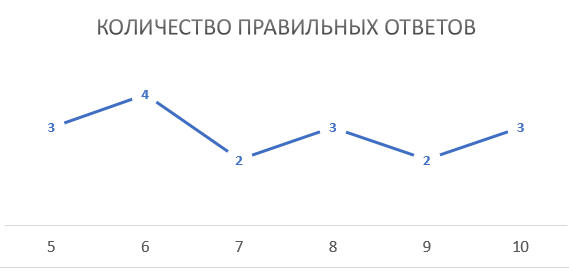 КОЛИЧЕСТВО ПРАВИЛЬНЫХ ОТВЕТОВ
3 4 2 3 2 3
5 6 7 8 9 10